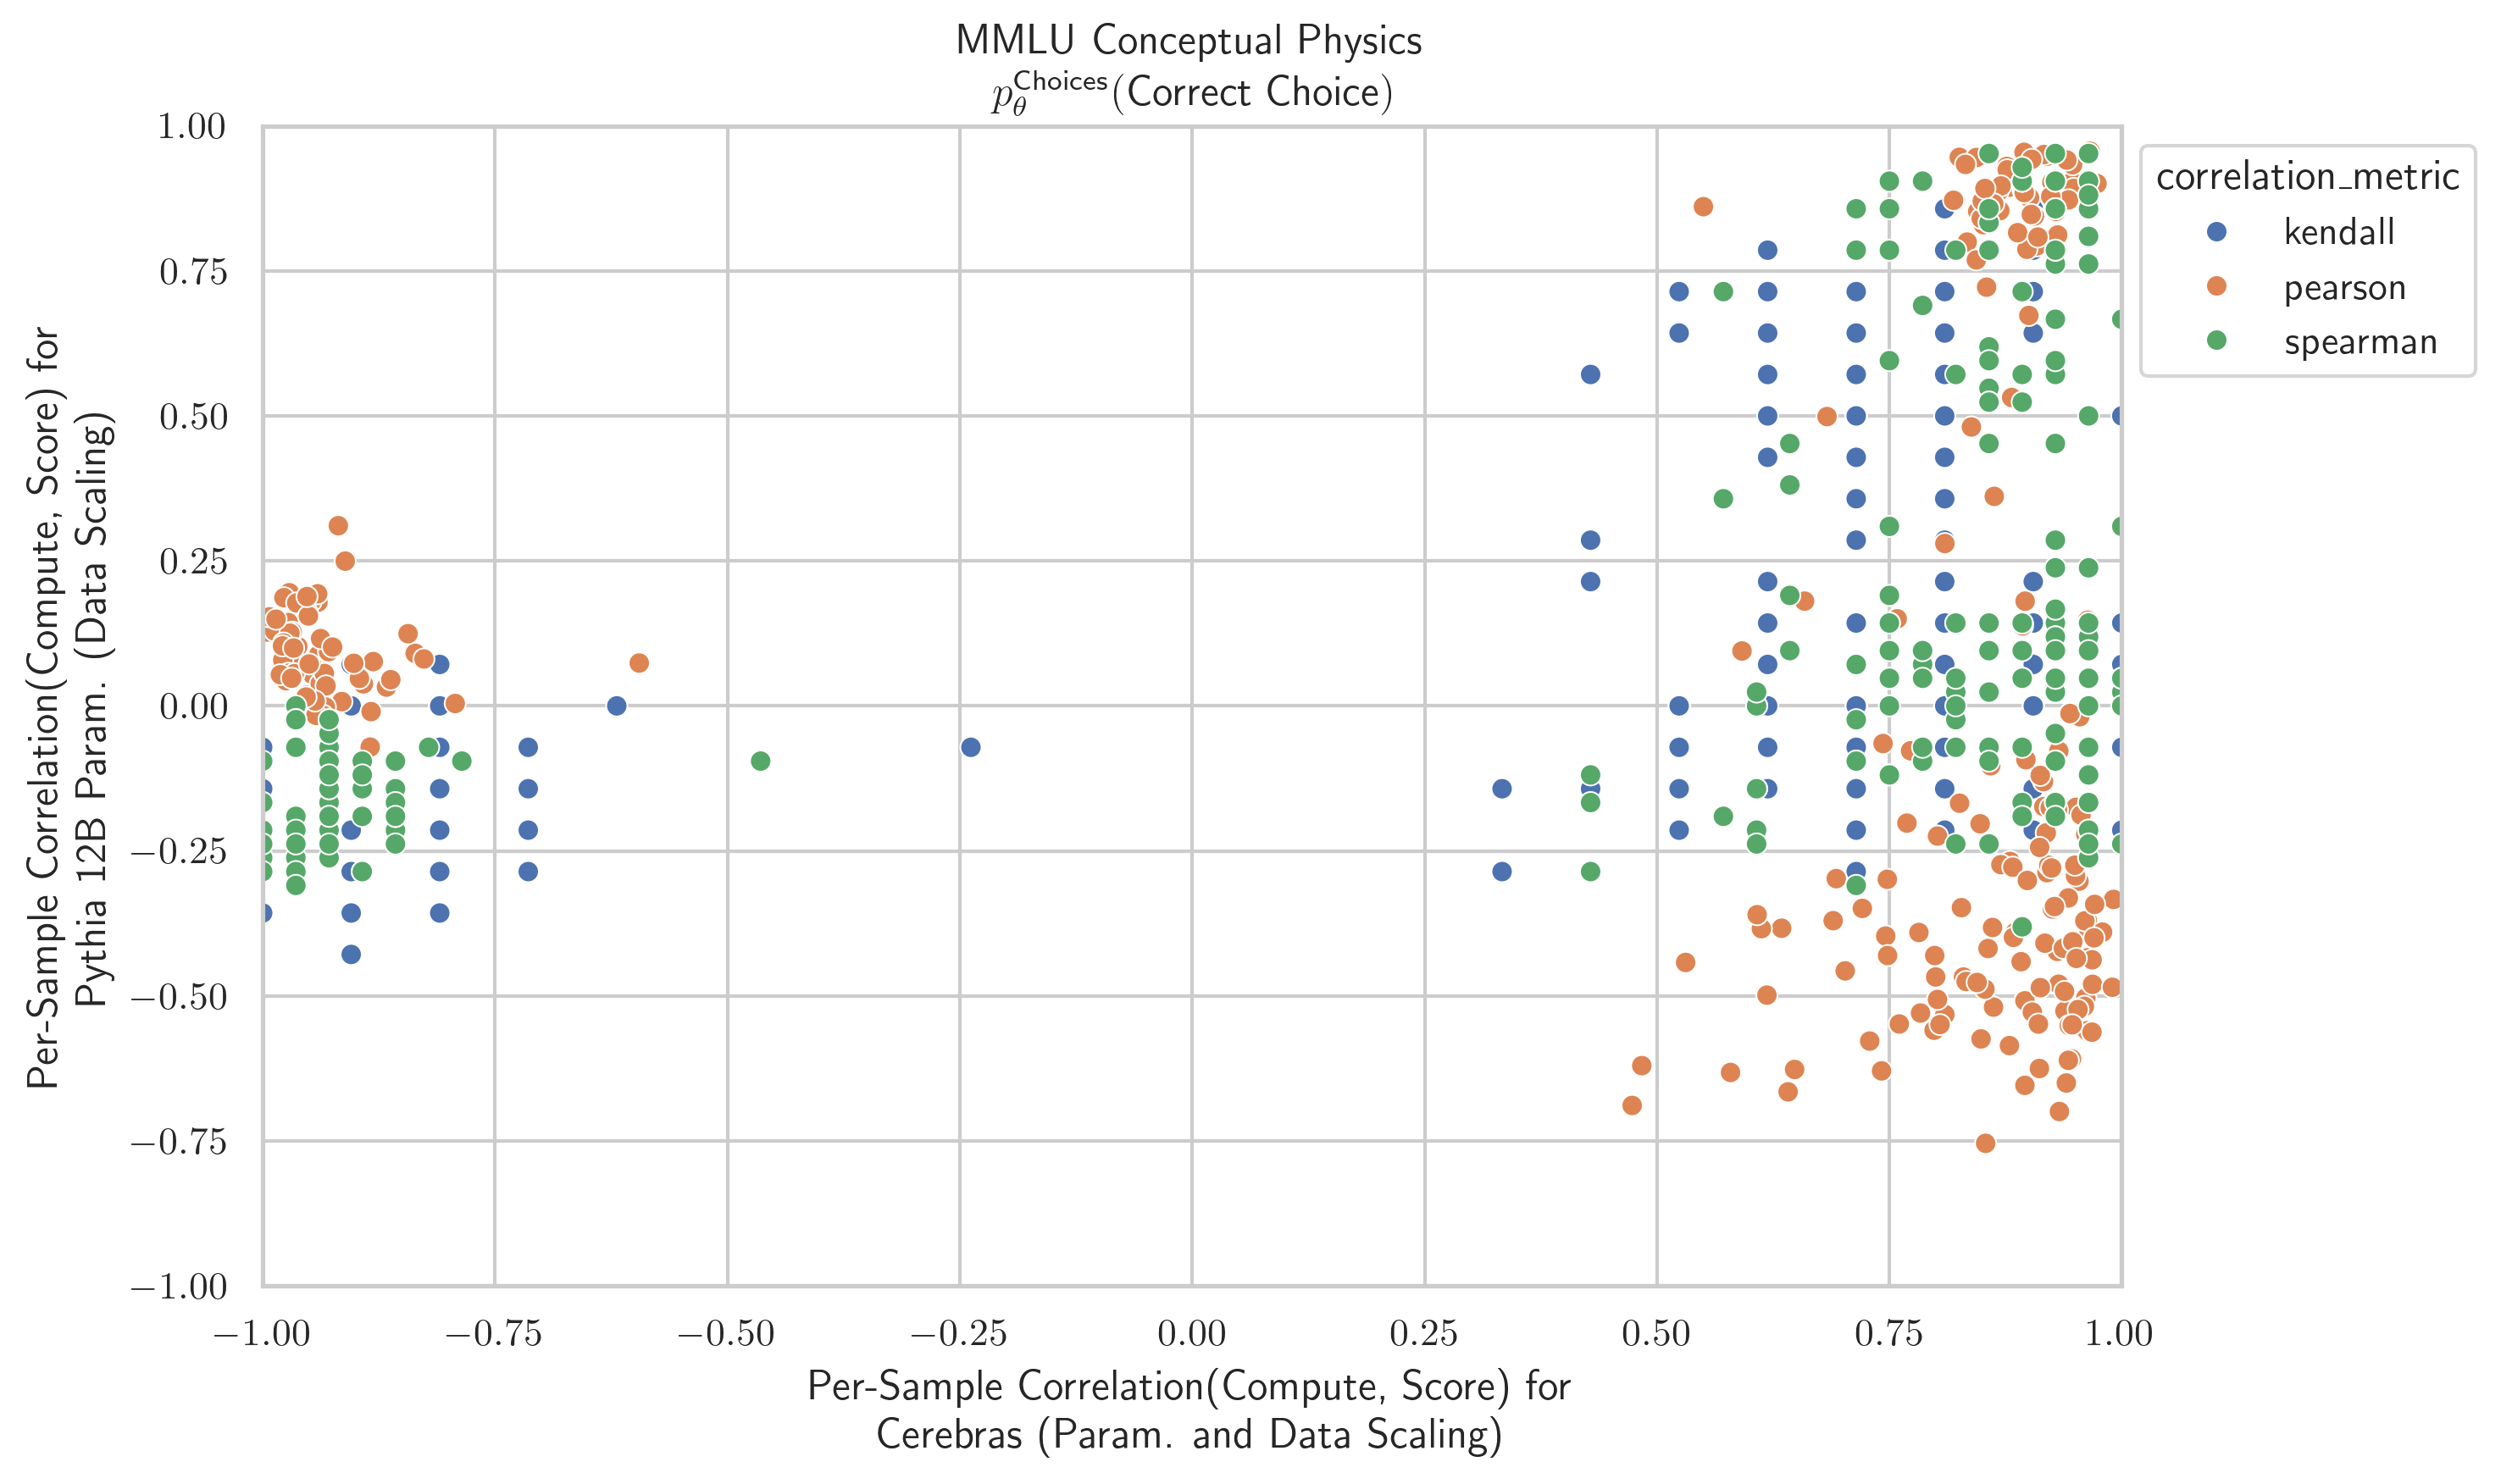 MMLU Conceptual Physics
p_θ^Choices(Correct Choice)
1.00
0.75
0.50
0.25
0.00
−0.25
−0.50
−0.75
−1.00
Per-Sample Correlation(Compute, Score) for
Pythia 12B Param. (Data Scaling)
correlation_metric
kendall
pearson
spearman
−1.00
−0.75
−0.50
−0.25
0.00
0.25
0.50
0.75
1.00
Per-Sample Correlation(Compute, Score) for
Cerebras (Param. and Data Scaling)